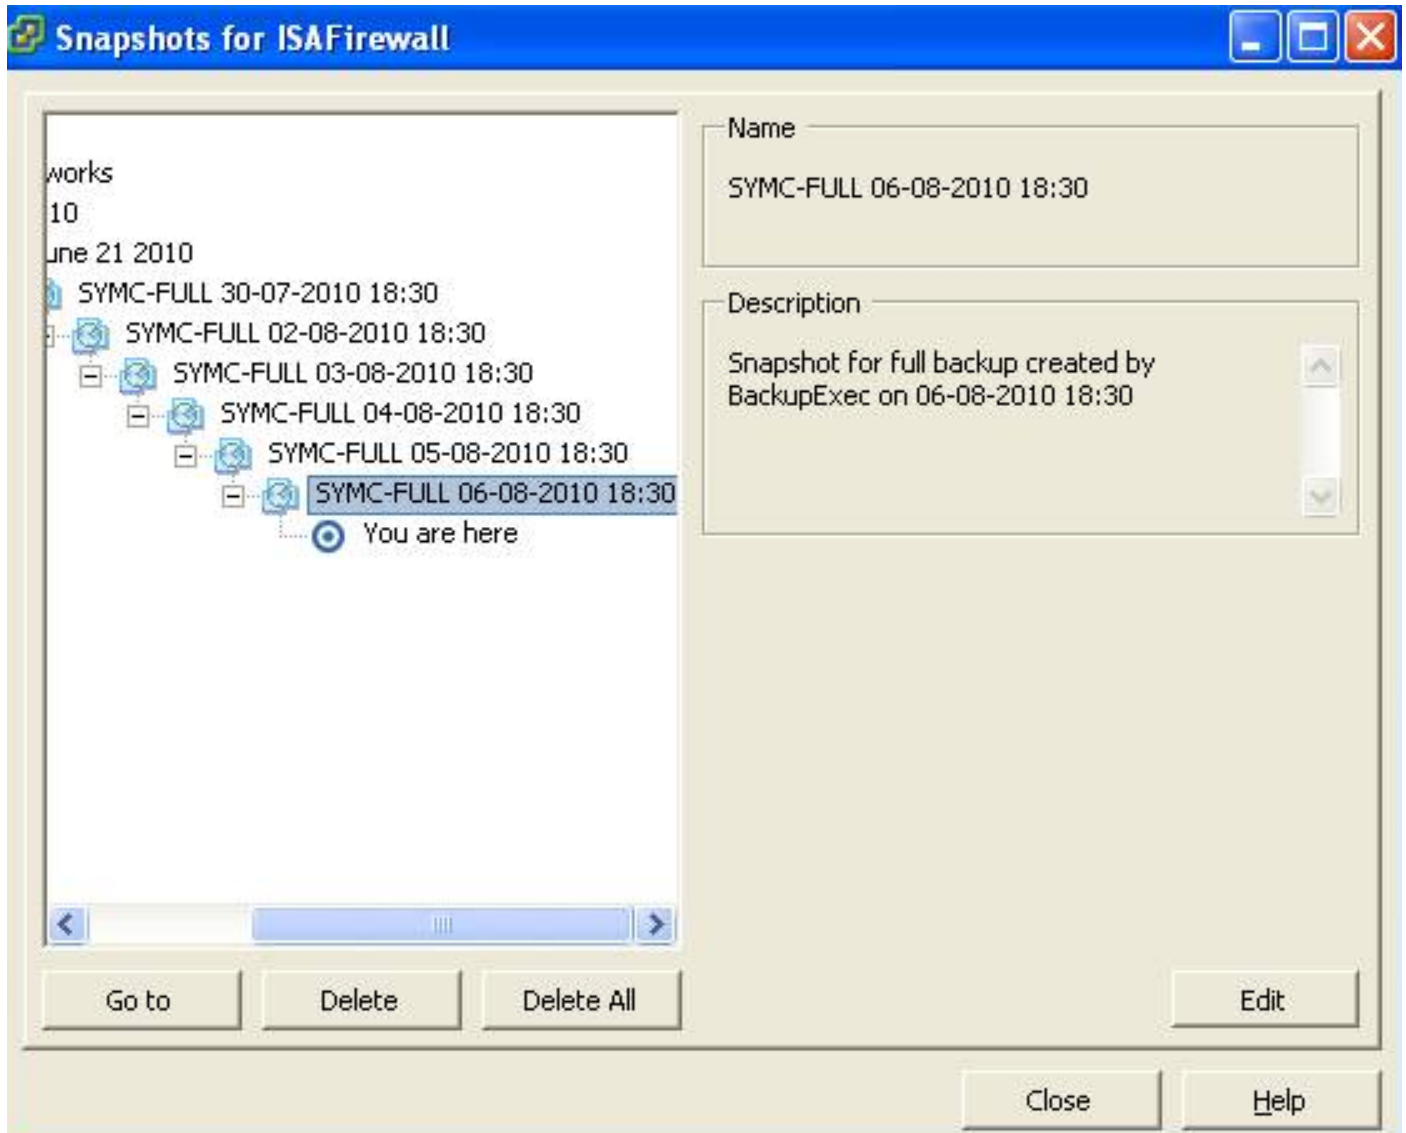 Snapshots for ISAFirewall
works
10
une 21 2010
SYMC-FULL 30-07-2010 18:30
SYMC-FULL 02-08-2010 18:30
SYMC-FULL 03-08-2010 18:30
SYMC-FULL 04-08-2010 18:30
SYMC-FULL 05-08-2010 18:30
SYMC-FULL 06-08-2010 18:30
You are here
Go to
Delete
Delete All
Name
SYMC-FULL 06-08-2010 18:30
Description
Snapshot for full backup created by
BackupExec on 06-08-2010 18:30
Edit
Close
Help